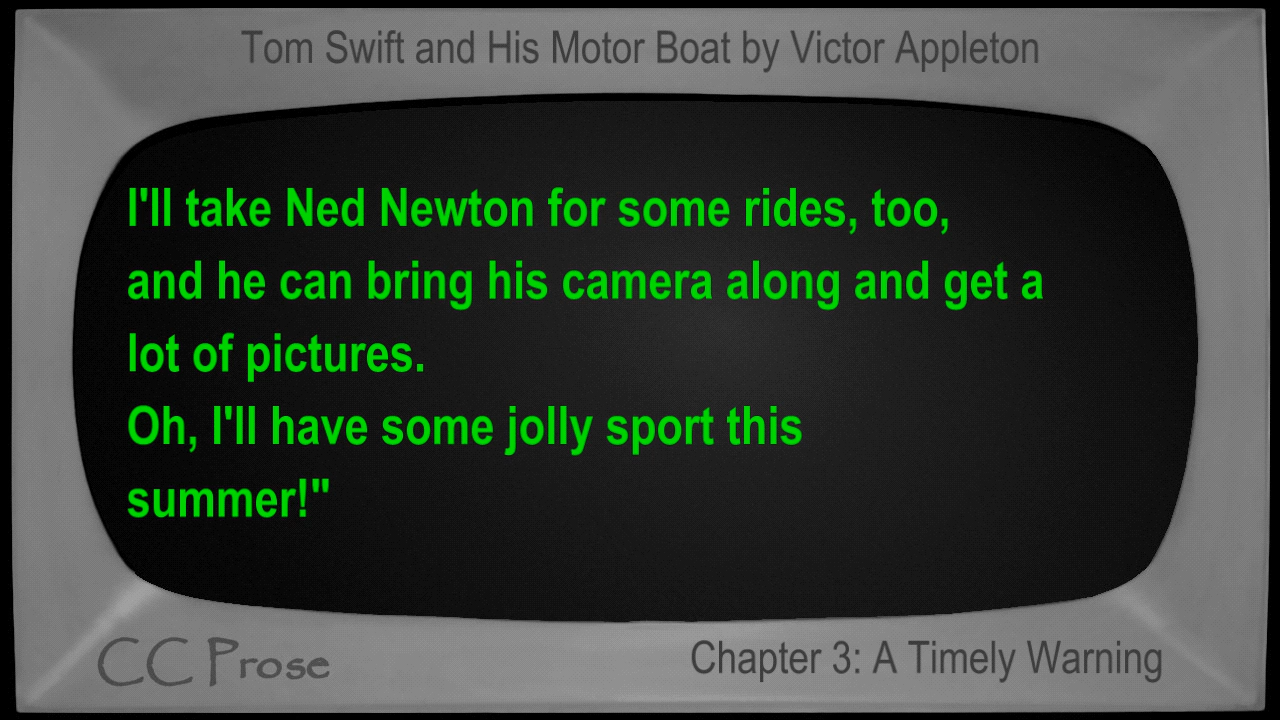 Tom Swift and His Motor Boat by Victor Appleton
I'll take Ned Newton for some rides, too,
and he can bring his camera along and get a
lot of pictures.
Oh, I'll have some jolly sport this
summer!"
CC Prose
Chapter 3: A Timely Warning